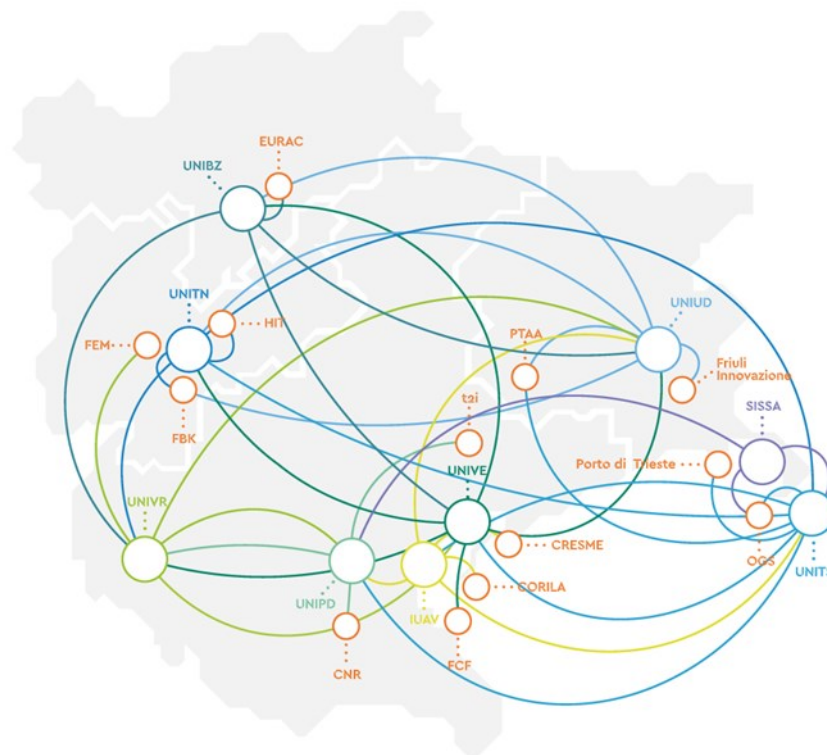 EURAC
UNIBZ
UNITN
HIT
FEM
FBK
PTAA
UNIUD
Friuli
Innovazione
t2i
SISSA
UNIVE
Porto di Trieste
UNIVR
CRESME
OGS
UNITS
CORILA
UNIPD
IUAV
CNR
FCF